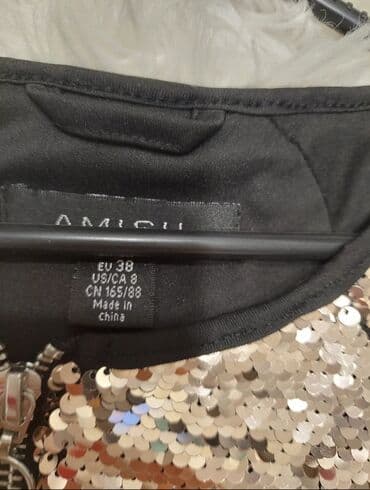 AMISU
EU 38
US/CA 8
CN 165/88
Made in
China